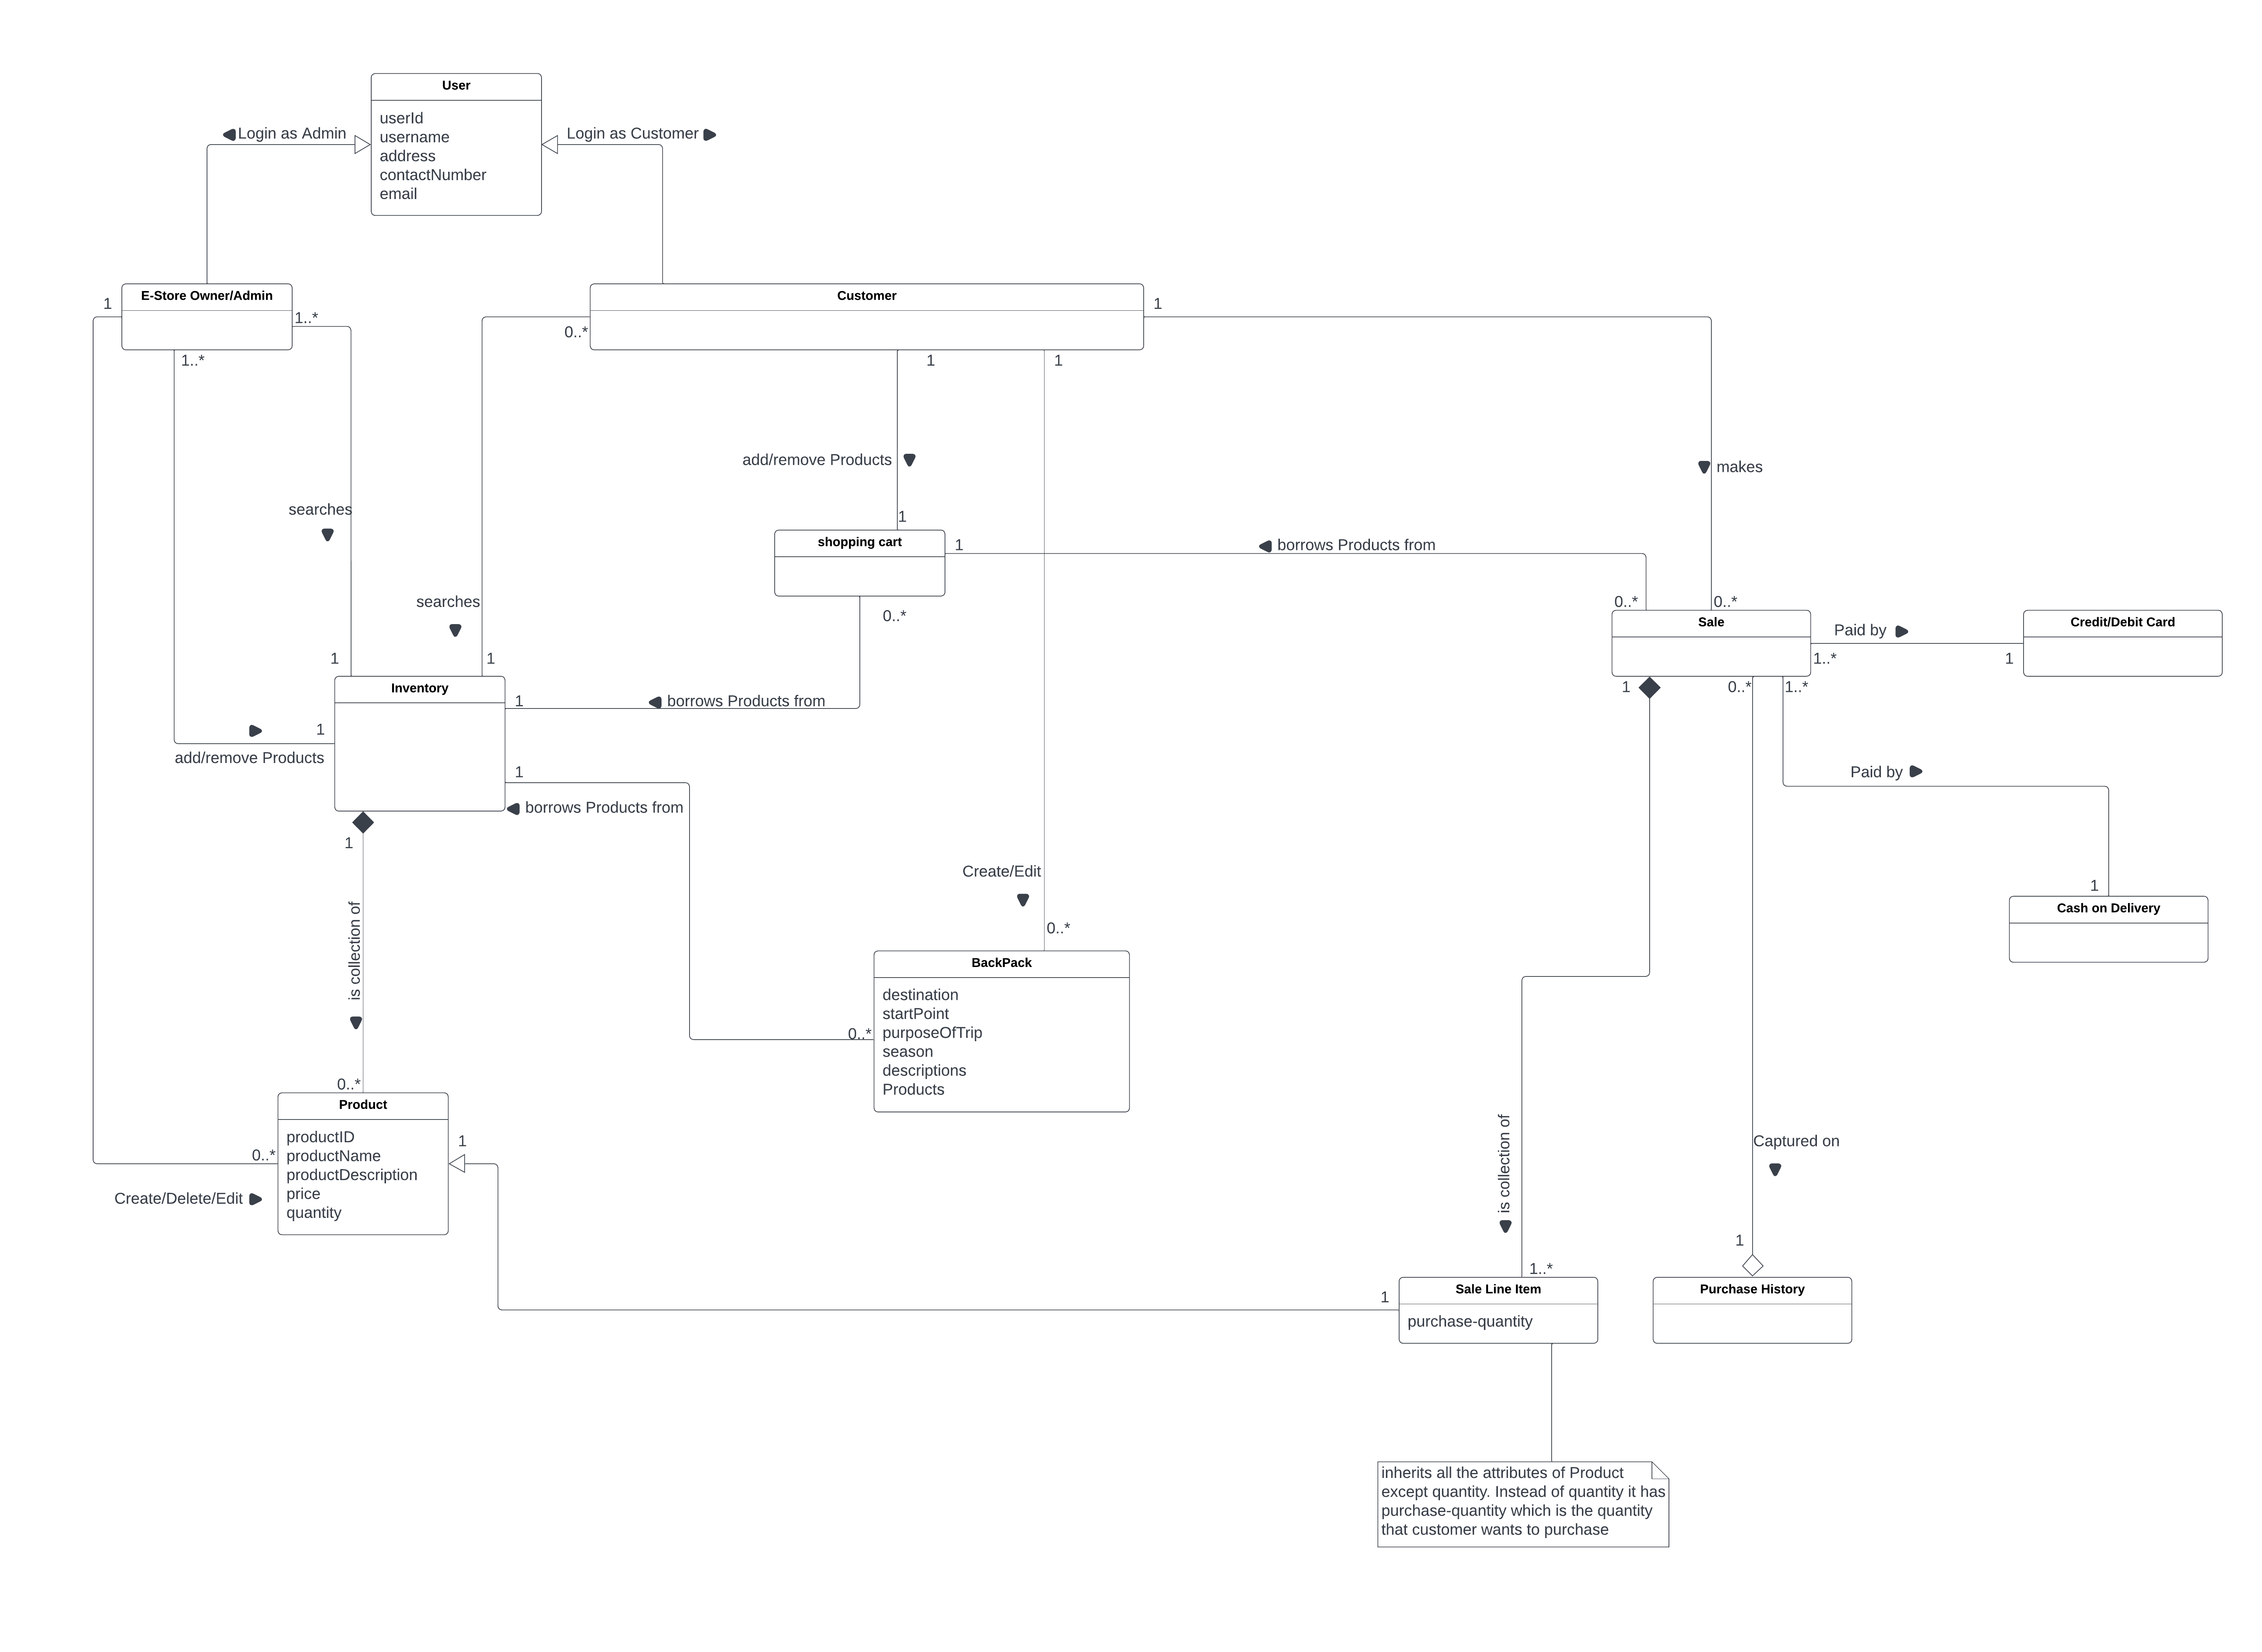 User
userId
username
address
contactNumber
email
Login as Admin
Login as Customer
E-Store Owner/Admin
Customer
1
1..*
1..*
0..*
1
1
1
add/remove Products
makes
searches
1
shopping cart
1
borrows Products from
searches
0..*
0..*
0..*
Sale
Paid by
Credit/Debit Card
1..*
1
1
1
Inventory
1
borrows Products from
1
0..*
1..*
1
add/remove Products
1
borrows Products from
Paid by
1
is collection of
Create/Edit
1
Cash on Delivery
0..*
BackPack
destination
startPoint
purposeOfTrip
season
descriptions
Products
0..*
0..*
Product
productID
productName
productDescription
price
quantity
1
0..*
Create/Delete/Edit
Captured on
is collection of
1
1..*
1
Sale Line Item
purchase-quantity
Purchase History
inherits all the attributes of Product
except quantity. Instead of quantity it has
purchase-quantity which is the quantity
that customer wants to purchase